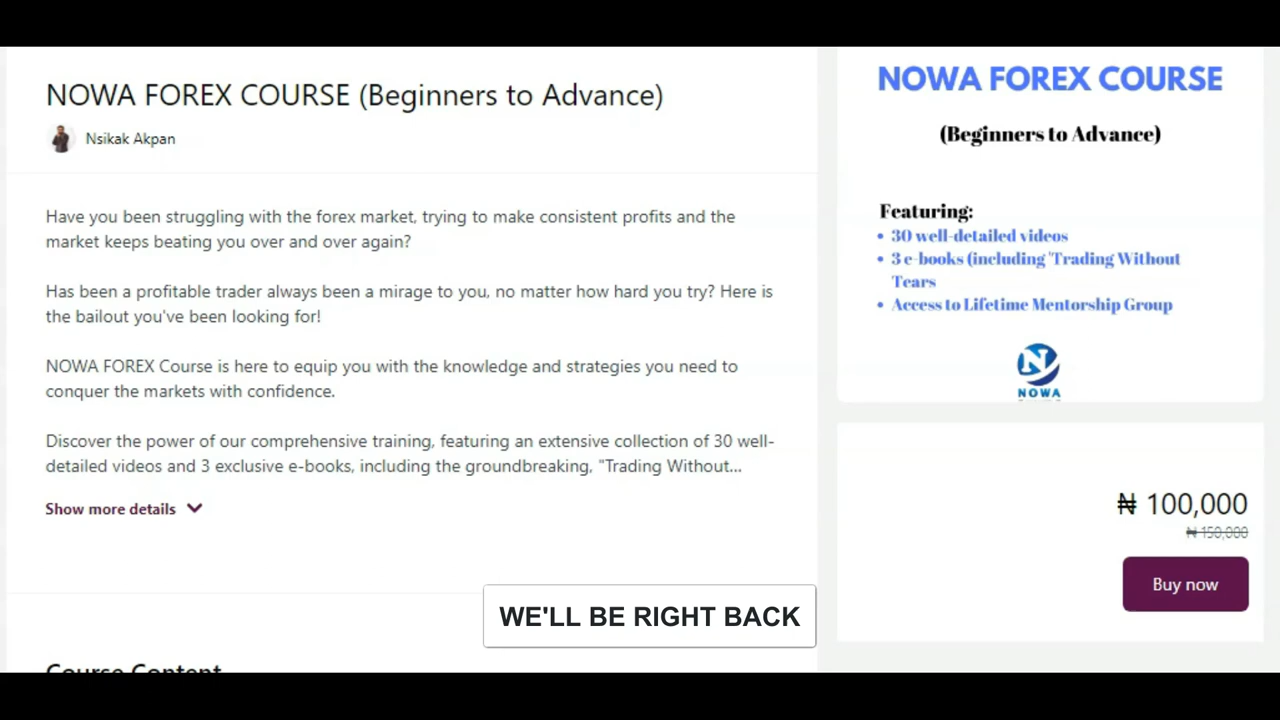 NOWA FOREX COURSE (Beginners to Advance)
Nsikak Akpan
Have you been struggling with the forex market, trying to make consistent profits and the
market keeps beating you over and over again?
Has been a profitable trader always been a mirage to you, no matter how hard you try? Here is
the bailout you've been looking for!
NOWA FOREX Course is here to equip you with the knowledge and strategies you need to
conquer the markets with confidence.
Discover the power of our comprehensive training, featuring an extensive collection of 30 well-
detailed videos and 3 exclusive e-books, including the groundbreaking, "Trading Without...
Show more details
WE'LL BE RIGHT BACK
Course Content
NOWA FOREX COURSE
(Beginners to Advance)
Featuring:
• 30 well-detailed videos
• 3 e-books (including 'Trading Without
Tears
• Access to Lifetime Mentorship Group
N
NOWA
₦ 100,000
₦ 150,000
Buy now